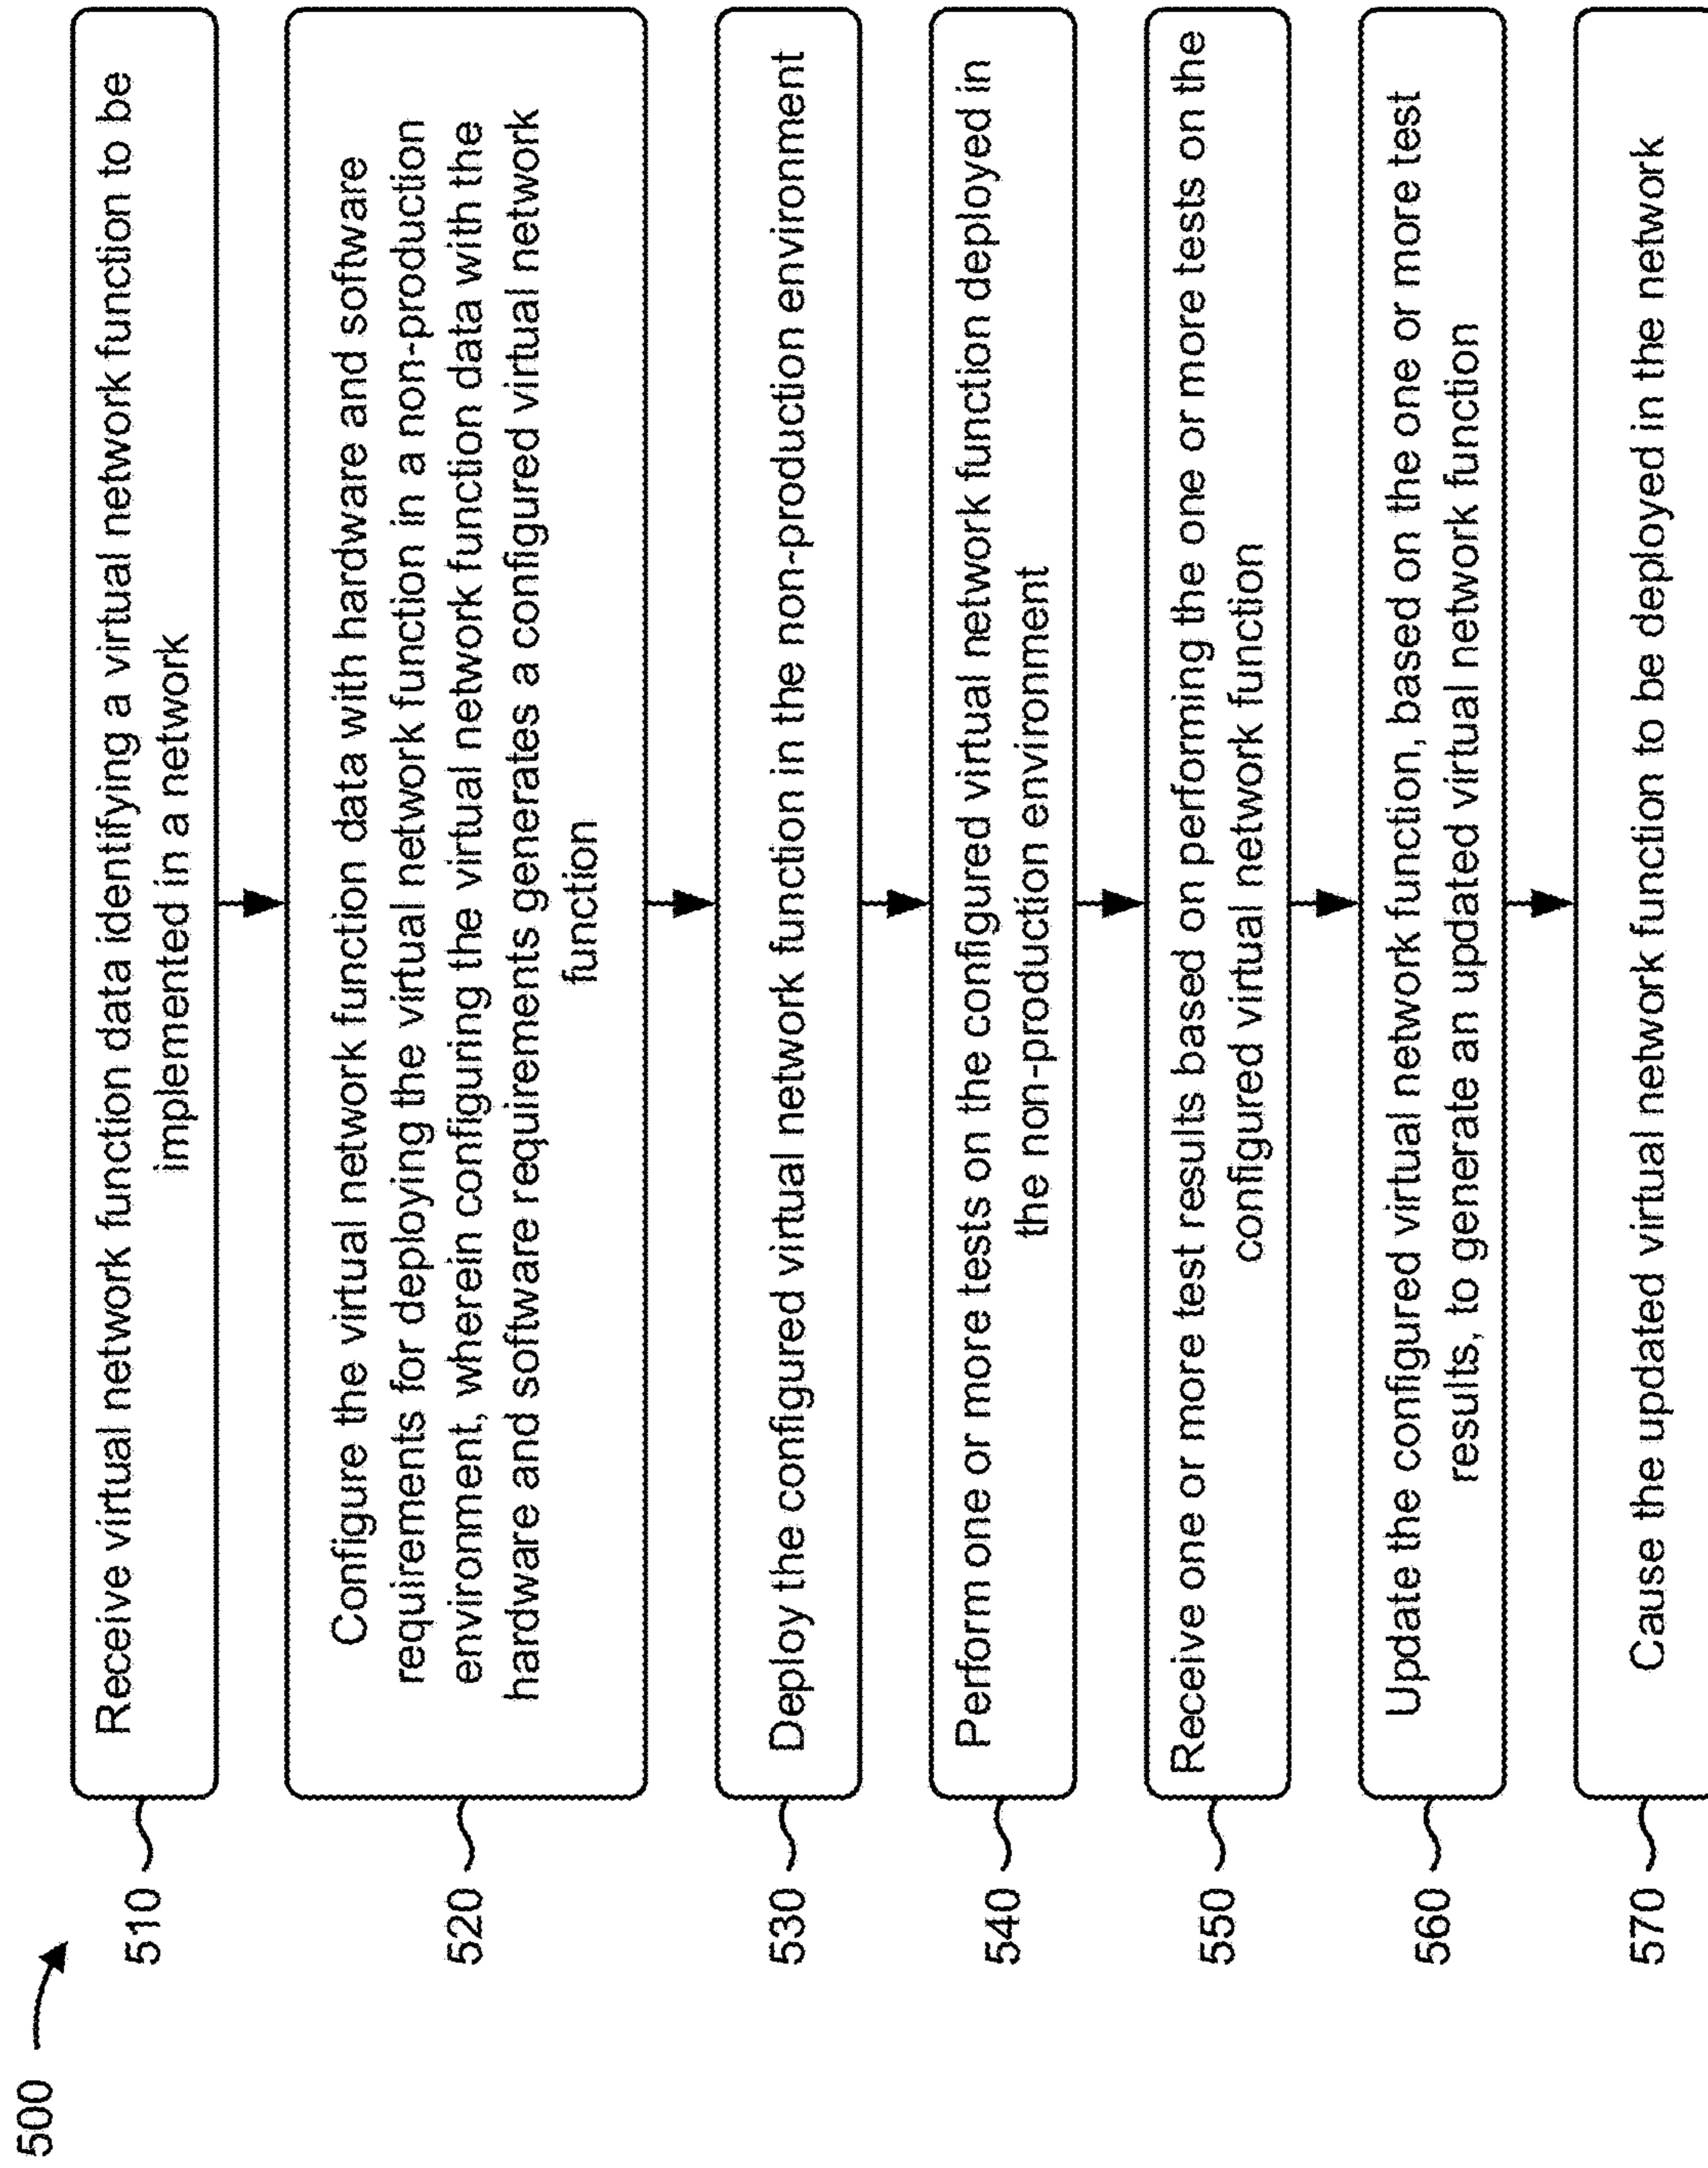 500
510
Receive virtual network function data identifying a virtual network function to be
implemented in a network
520
Configure the virtual network function data with hardware and software
requirements for deploying the virtual network function in a non-production
environment, wherein configuring the virtual network function data with the
hardware and software requirements generates a configured virtual network
function
530
Deploy the configured virtual network function in the non-production environment
540
Perform one or more tests on the configured virtual network function deployed in
the non-production environment
550
Receive one or more test results based on performing the one or more tests on the
configured virtual network function
560
Update the configured virtual network function, based on the one or more test
results, to generate an updated virtual network function
570
Cause the updated virtual network function to be deployed in the network